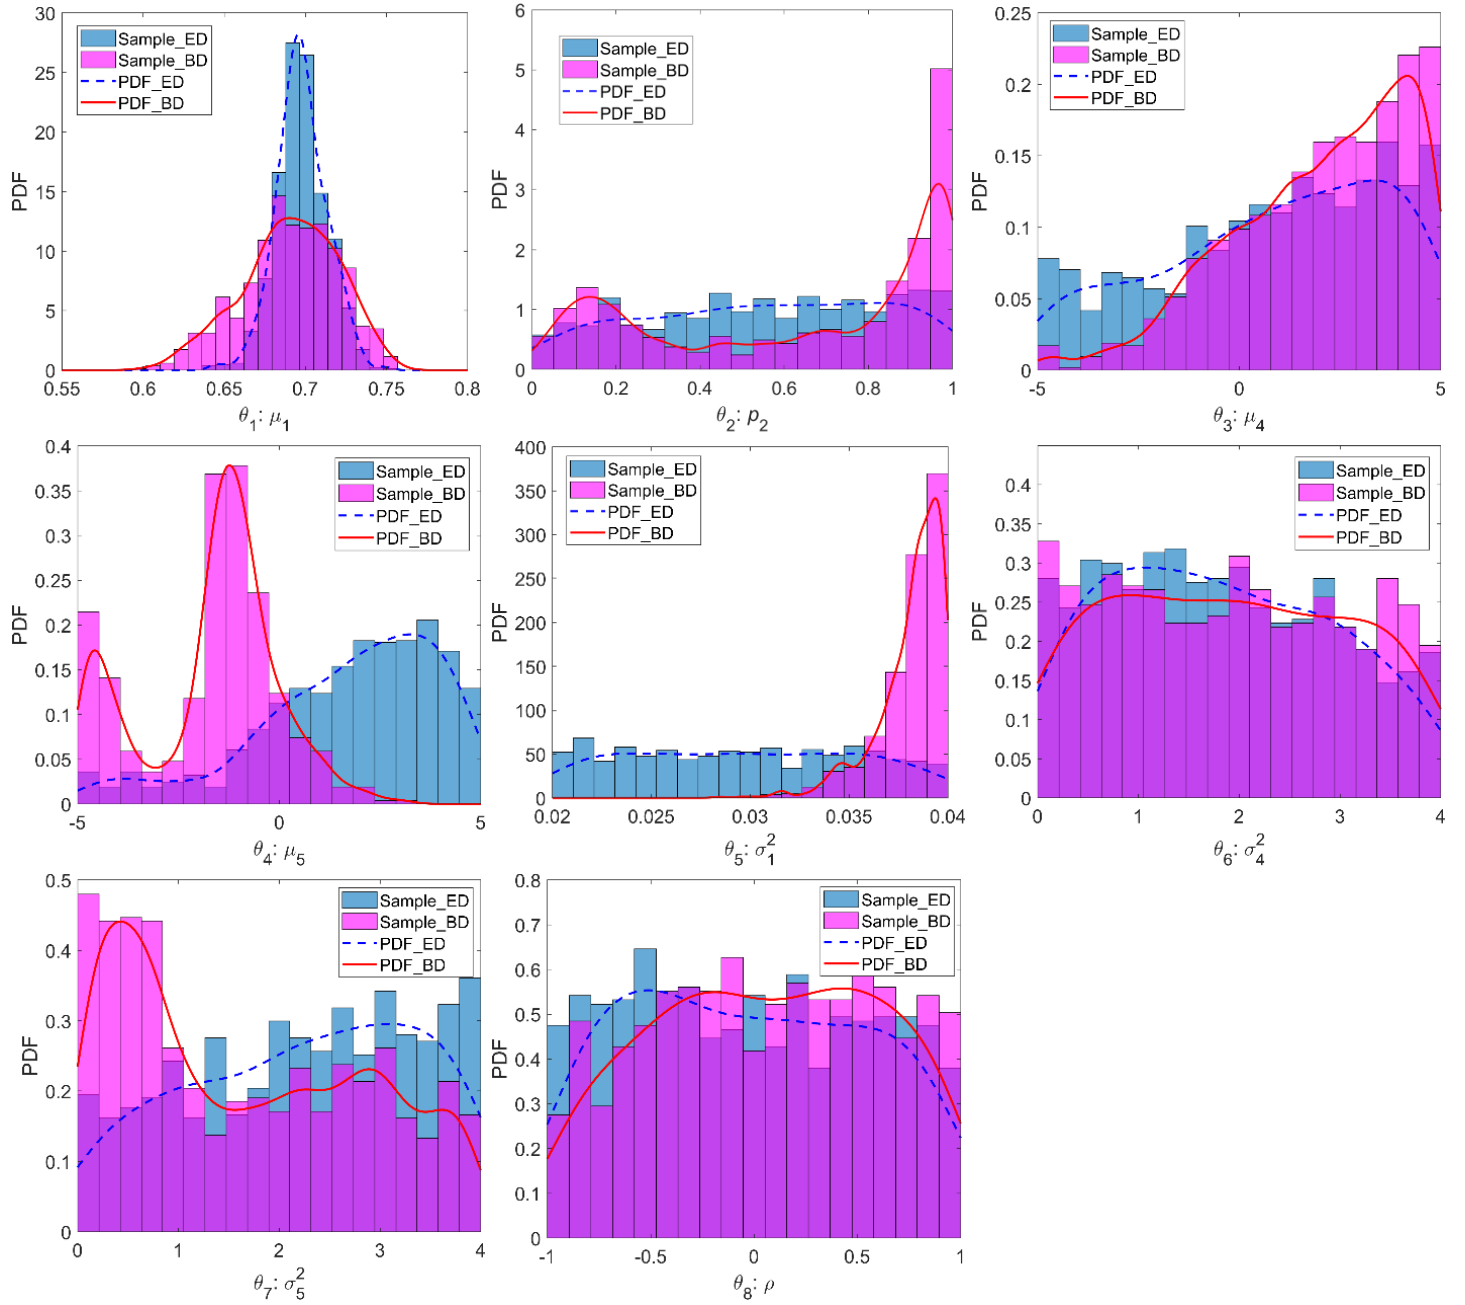 30
25
20
15
10
5
0
PDF
Sample_ED
Sample_BD
PDF_ED
PDF_BD
0.55 0.6 0.65 0.7 0.75 0.8
θ1: μ1
6
5
4
3
2
1
0
PDF
Sample_ED
Sample_BD
PDF_ED
PDF_BD
0 0.2 0.4 0.6 0.8 1
θ2: p2
0.25
0.2
0.15
0.1
0.05
0
PDF
Sample_ED
Sample_BD
PDF_ED
PDF_BD
-5 0 5
θ3: μ4
0.4
0.35
0.3
0.25
0.2
0.15
0.1
0.05
0
PDF
Sample_ED
Sample_BD
PDF_ED
PDF_BD
-5 0 5
θ4: μ5
400
350
300
250
200
150
100
50
0
PDF
Sample_ED
Sample_BD
PDF_ED
PDF_BD
0.02 0.025 0.03 0.035 0.04
θ5: σ1^2
0.4
0.35
0.3
0.25
0.2
0.15
0.1
0.05
0
PDF
Sample_ED
Sample_BD
PDF_ED
PDF_BD
0 1 2 3 4
θ6: σ4^2
0.5
0.4
0.3
0.2
0.1
0
PDF
Sample_ED
Sample_BD
PDF_ED
PDF_BD
0 1 2 3 4
θ7: σ5^2
0.8
0.7
0.6
0.5
0.4
0.3
0.2
0.1
0
PDF
Sample_ED
Sample_BD
PDF_ED
PDF_BD
-1 -0.5 0 0.5 1
θ8: ρ